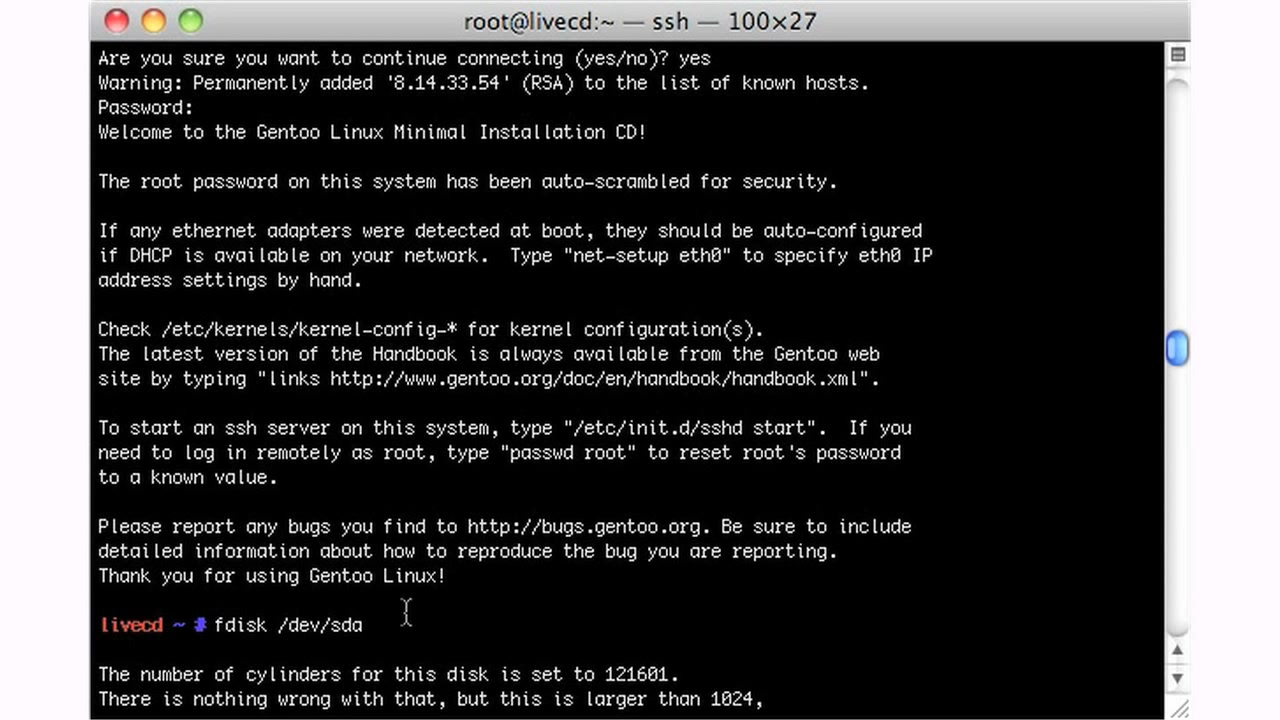 root@livecd:~ — ssh — 100×27
Are you sure you want to continue connecting (yes/no)? yes
Warning: Permanently added '8.14.33.54' (RSA) to the list of known hosts.
Password:
Welcome to the Gentoo Linux Minimal Installation CD!
The root password on this system has been auto-scrambled for security.
If any ethernet adapters were detected at boot, they should be auto-configured
if DHCP is available on your network.  Type "net-setup eth0" to specify eth0 IP
address settings by hand.
Check /etc/kernels/kernel-config-* for kernel configuration(s).
The latest version of the Handbook is always available from the Gentoo web
site by typing "links http://www.gentoo.org/doc/en/handbook/handbook.xml".
To start an ssh server on this system, type "/etc/init.d/sshd start".  If you
need to log in remotely as root, type "passwd root" to reset root's password
to a known value.
Please report any bugs you find to http://bugs.gentoo.org. Be sure to include
detailed information about how to reproduce the bug you are reporting.
Thank you for using Gentoo Linux!
livecd ~ # fdisk /dev/sda
The number of cylinders for this disk is set to 121601.
There is nothing wrong with that, but this is larger than 1024,